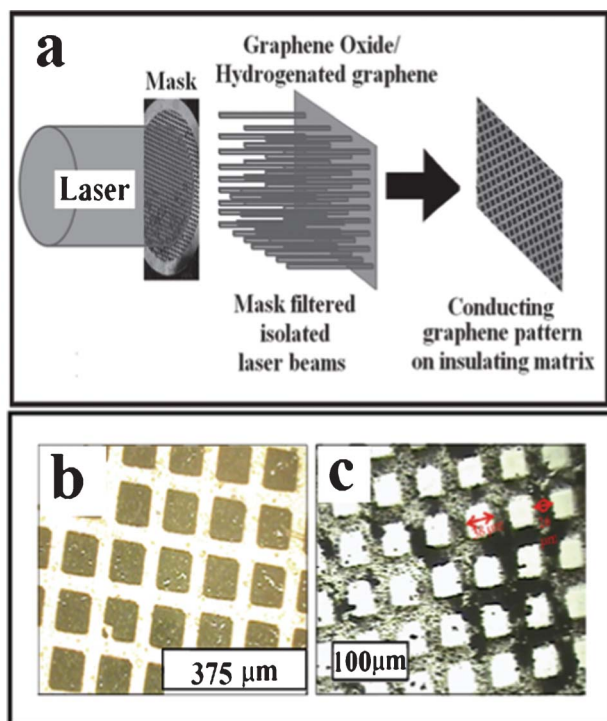 a
Graphene Oxide/
Hydrogenated graphene
Mask
Laser
Mask filtered
isolated
laser beams
Conducting
graphene pattern
on insulating matrix
b
375 μm
c
100μm